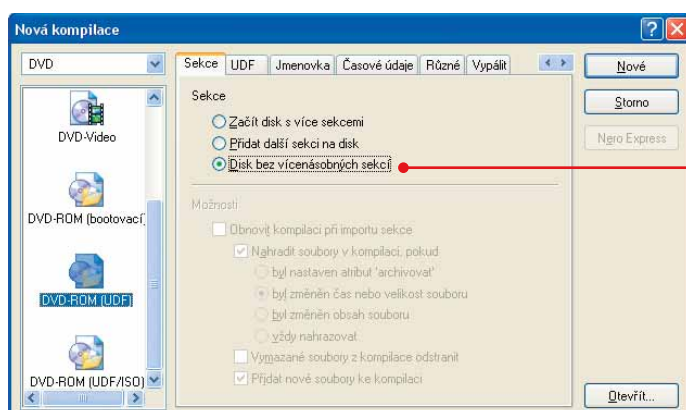 Nová kompilace
DVD
DVD-Video
DVD-ROM (bootovací)
DVD-ROM (UDF)
DVD-ROM (UDF/ISO)
Sekce UDF Jmenovka Časové údaje Různé Vypálit
Sekce
Začít disk s více sekcemi
Přidat další sekci na disk
Disk bez vícenásobných sekcí
Možnosti
Obnovit kompilaci při importu sekce
Nahradit soubory v kompilaci, pokud
byl nastaven atribut 'archivovat'
byl změněn čas nebo velikost souboru
byl změněn obsah souboru
vždy nahrazovat
Vymazané soubory z kompilace odstranit
Přidat nové soubory ke kompilaci
Nové
Storno
Nero Express
Otevřít...